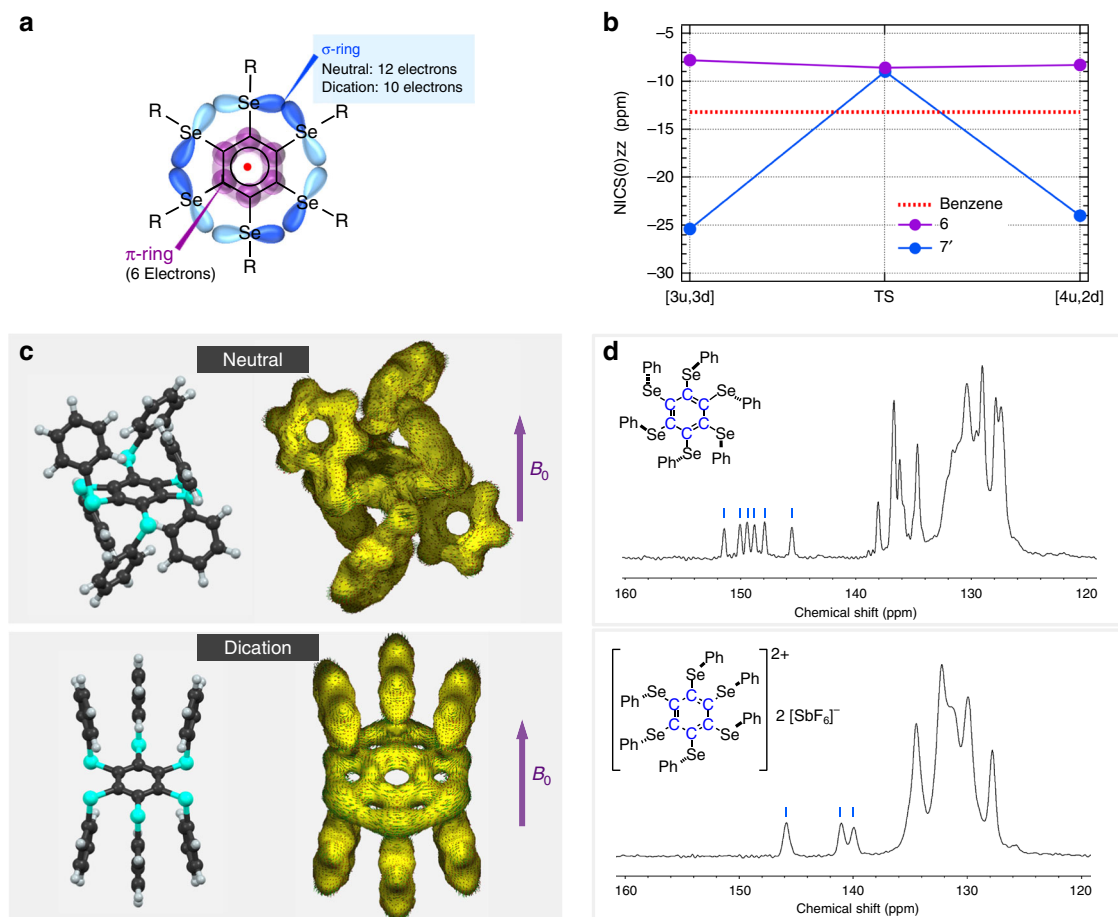 a
σ-ring
Neutral: 12 electrons
Dication: 10 electrons
R
R
R
Se
Se
Se
Se
Se
Se
R
R
R
π-ring
(6 Electrons)
b
NICS(0)zz (ppm)
−5
−10
−15
−20
−25
−30
Benzene
6
7′
[3u,3d]
TS
[4u,2d]
c
Neutral
B0
Dication
B0
d
Ph
Ph
Se
Se
Se
C
C
C
Ph
C
C
C
Ph
Se
Se
Se
Ph
Ph
160
150
140
130
120
Chemical shift (ppm)
2+
Ph
Ph
Se
Se
Se
Ph
C
C
C
C
C
C
2 [SbF6]−
Se
Se
Ph
Se
Ph
Ph
160
150
140
130
120
Chemical shift (ppm)